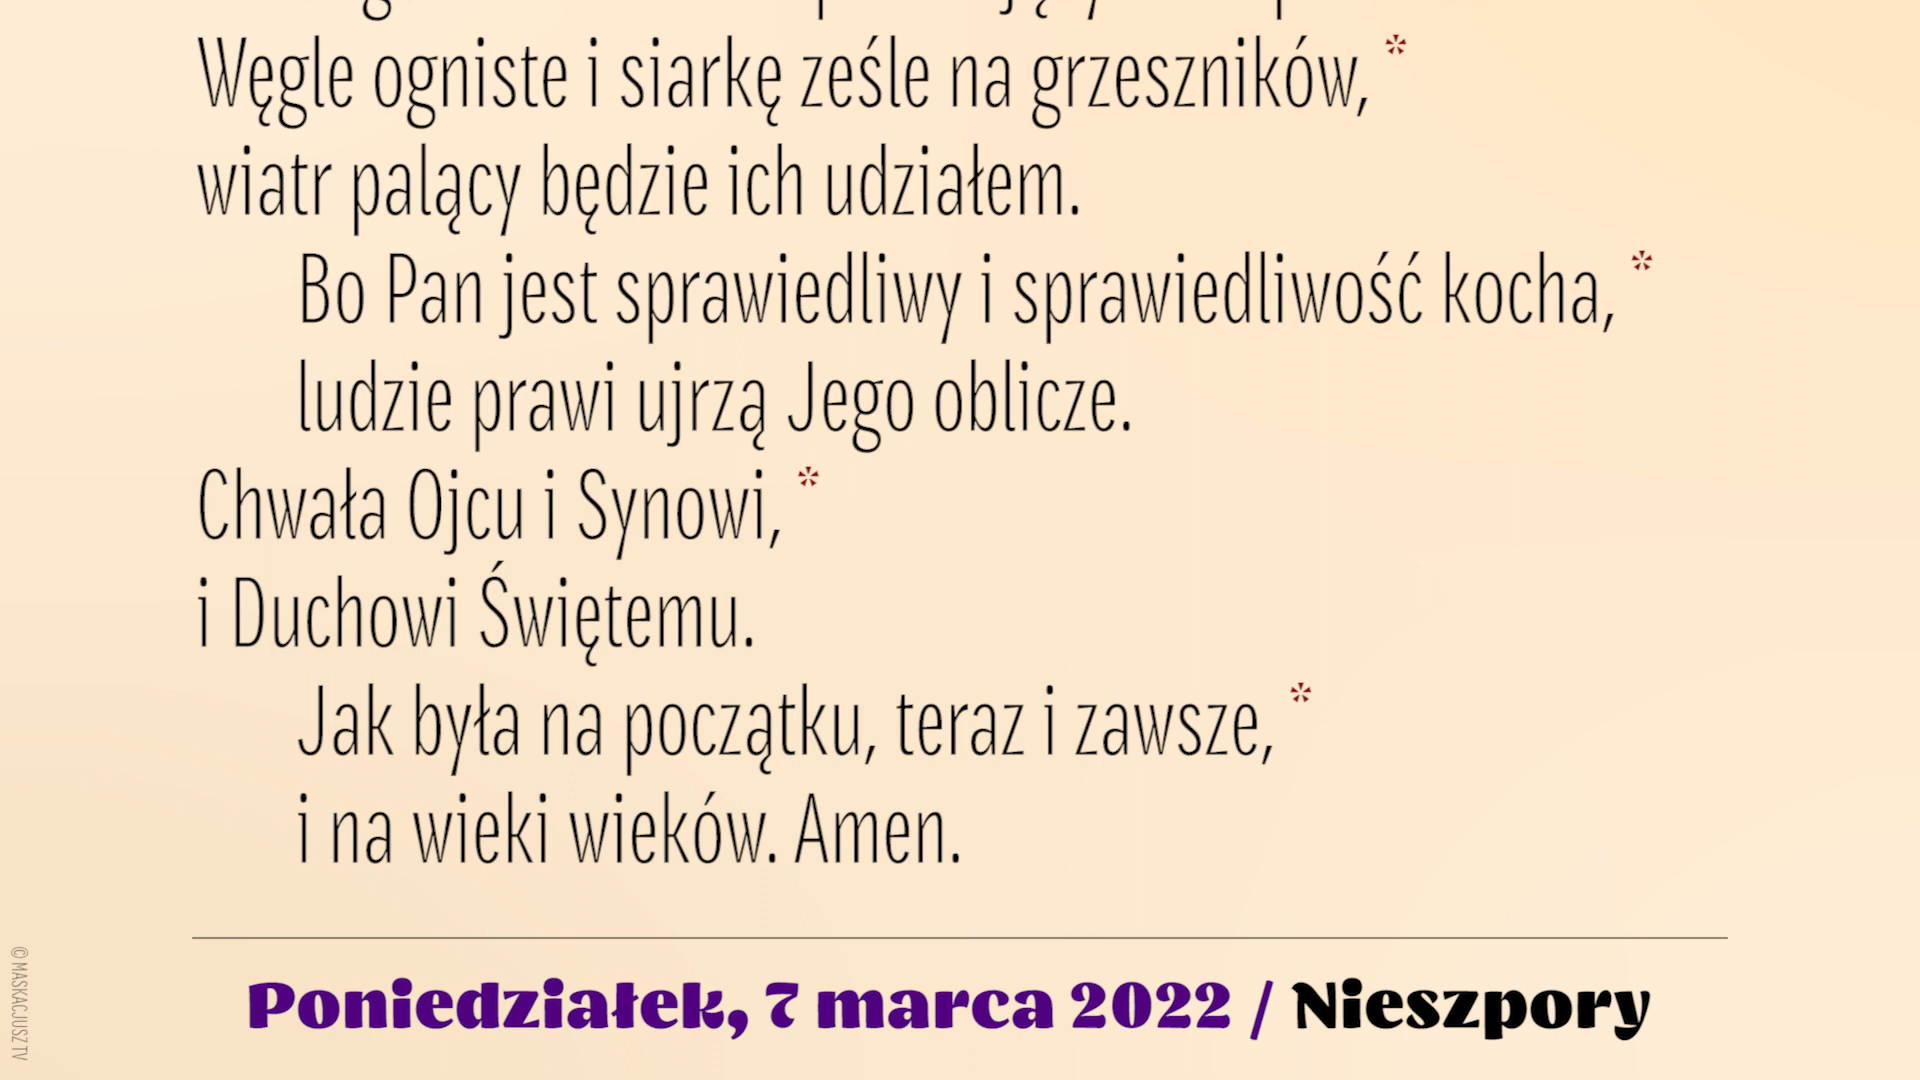 Węgle ogniste i siarkę ześle na grzeszników, *
wiatr palący będzie ich udziałem.
Bo Pan jest sprawiedliwy i sprawiedliwość kocha, *
ludzie prawi ujrzą Jego oblicze.
Chwała Ojcu i Synowi, *
i Duchowi Świętemu.
Jak była na początku, teraz i zawsze, *
i na wieki wieków. Amen.
Poniedziałek, 7 marca 2022 / Nieszpory
© MASKACJUSZ TV